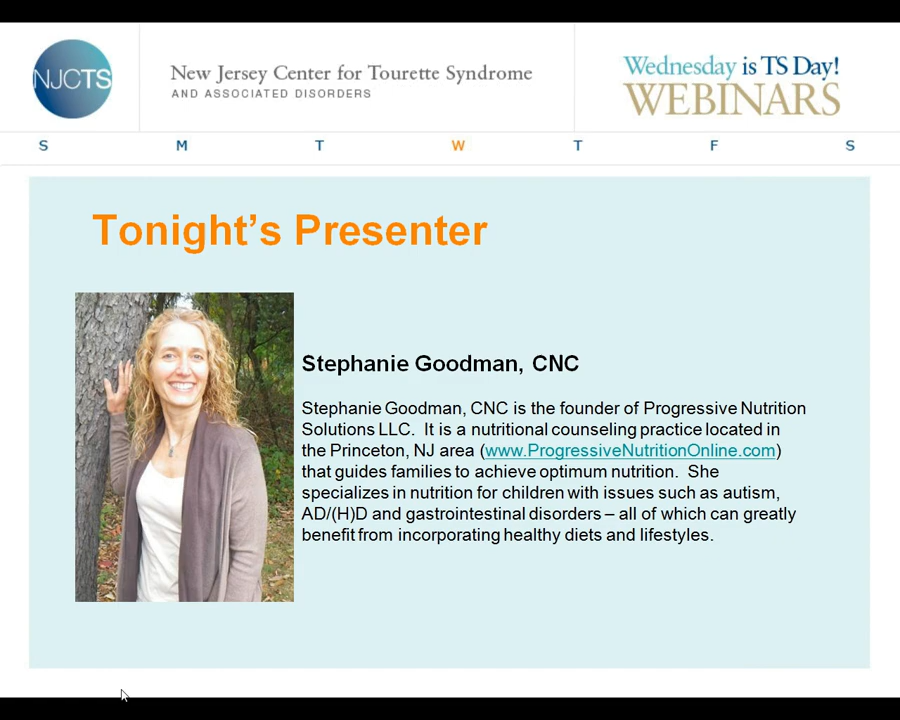 NJCTS
New Jersey Center for Tourette Syndrome
AND ASSOCIATED DISORDERS
Wednesday is TS Day!
WEBINARS
S M T W T F S
Tonight's Presenter
Stephanie Goodman, CNC
Stephanie Goodman, CNC is the founder of Progressive Nutrition
Solutions LLC. It is a nutritional counseling practice located in
the Princeton, NJ area (www.ProgressiveNutritionOnline.com)
that guides families to achieve optimum nutrition. She
specializes in nutrition for children with issues such as autism,
AD/(H)D and gastrointestinal disorders – all of which can greatly
benefit from incorporating healthy diets and lifestyles.